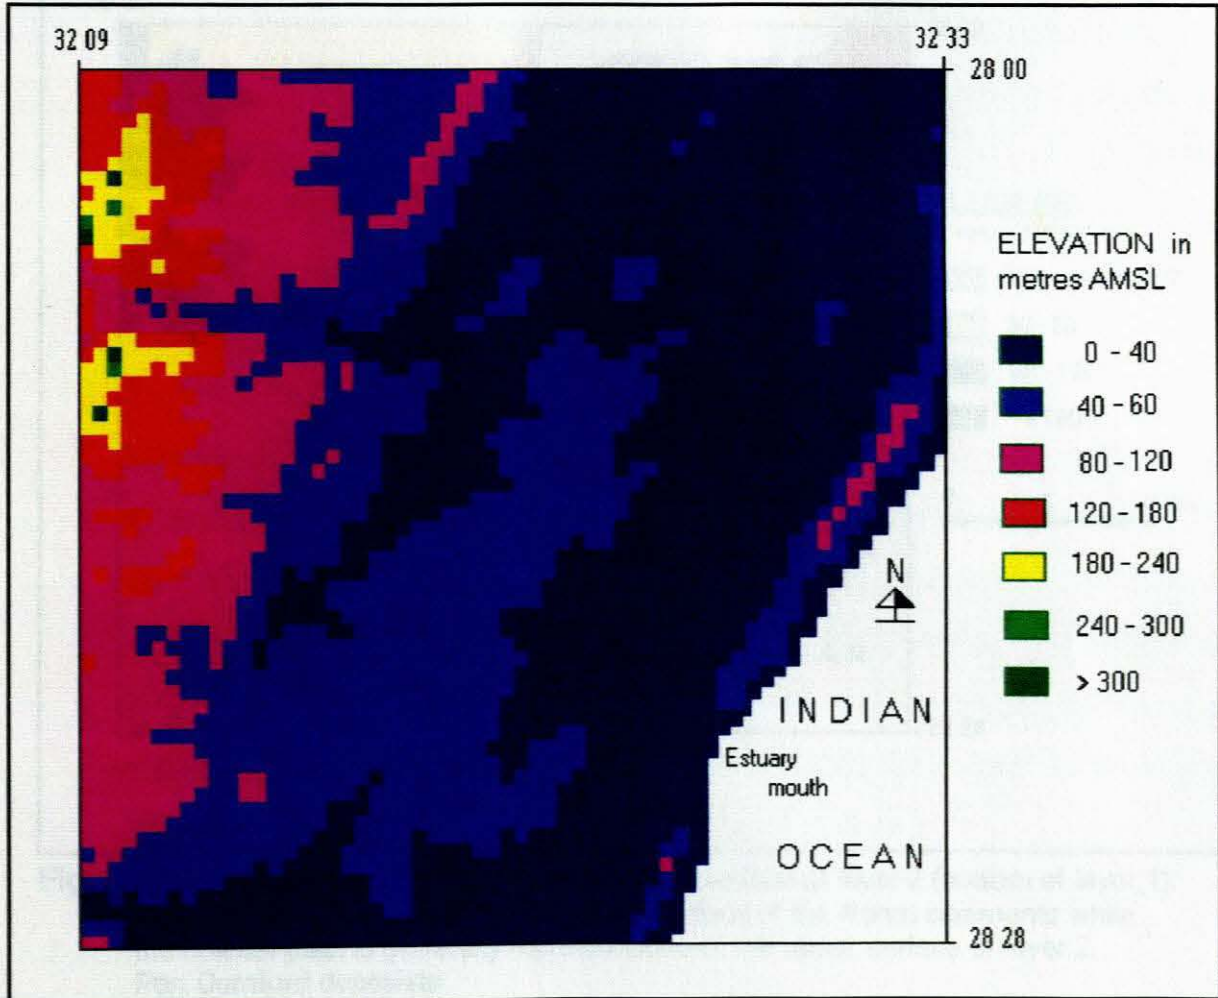 32 09
32 33
28 00
ELEVATION in
metres AMSL
0 - 40
40 - 60
80 - 120
120 - 180
180 - 240
240 - 300
> 300
N
INDIAN
Estuary
mouth
OCEAN
28 28